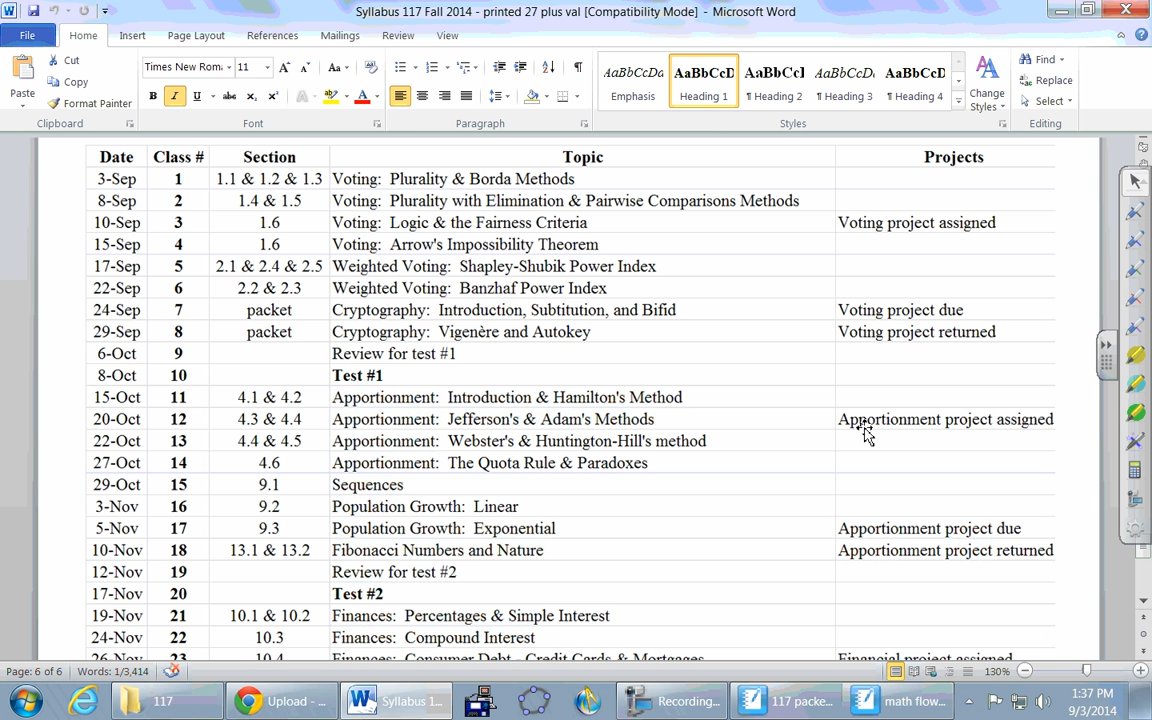 Syllabus 117 Fall 2014 - printed 27 plus val [Compatibility Mode] - Microsoft Word
File Home Insert Page Layout References Mailings Review View
Paste Cut Copy Format Painter
Times New Rom 11
AaBbCcDa AaBbCcD AaBbCcI AaBbCcD AaBbCcD
Emphasis Heading 1 ¶ Heading 2 ¶ Heading 3 ¶ Heading 4
Change Styles
Find Replace Select
Clipboard Font Paragraph Styles Editing
Date Class # Section Topic Projects
3-Sep 1 1.1 & 1.2 & 1.3 Voting: Plurality & Borda Methods
8-Sep 2 1.4 & 1.5 Voting: Plurality with Elimination & Pairwise Comparisons Methods
10-Sep 3 1.6 Voting: Logic & the Fairness Criteria Voting project assigned
15-Sep 4 1.6 Voting: Arrow's Impossibility Theorem
17-Sep 5 2.1 & 2.4 & 2.5 Weighted Voting: Shapley-Shubik Power Index
22-Sep 6 2.2 & 2.3 Weighted Voting: Banzhaf Power Index
24-Sep 7 packet Cryptography: Introduction, Subtitution, and Bifid Voting project due
29-Sep 8 packet Cryptography: Vigenère and Autokey Voting project returned
6-Oct 9 Review for test #1
8-Oct 10 Test #1
15-Oct 11 4.1 & 4.2 Apportionment: Introduction & Hamilton's Method
20-Oct 12 4.3 & 4.4 Apportionment: Jefferson's & Adam's Methods Apportionment project assigned
22-Oct 13 4.4 & 4.5 Apportionment: Webster's & Huntington-Hill's method
27-Oct 14 4.6 Apportionment: The Quota Rule & Paradoxes
29-Oct 15 9.1 Sequences
3-Nov 16 9.2 Population Growth: Linear
5-Nov 17 9.3 Population Growth: Exponential Apportionment project due
10-Nov 18 13.1 & 13.2 Fibonacci Numbers and Nature Apportionment project returned
12-Nov 19 Review for test #2
17-Nov 20 Test #2
19-Nov 21 10.1 & 10.2 Finances: Percentages & Simple Interest
24-Nov 22 10.3 Finances: Compound Interest
26-Nov 23 10.4 Finances: Consumer Debt - Credit Cards & Mortgages Financial project assigned
Page: 6 of 6 Words: 1/3,414 130%
117 Upload - ... Syllabus 1... Recording... 117 packe... math flow...
1:37 PM
9/3/2014